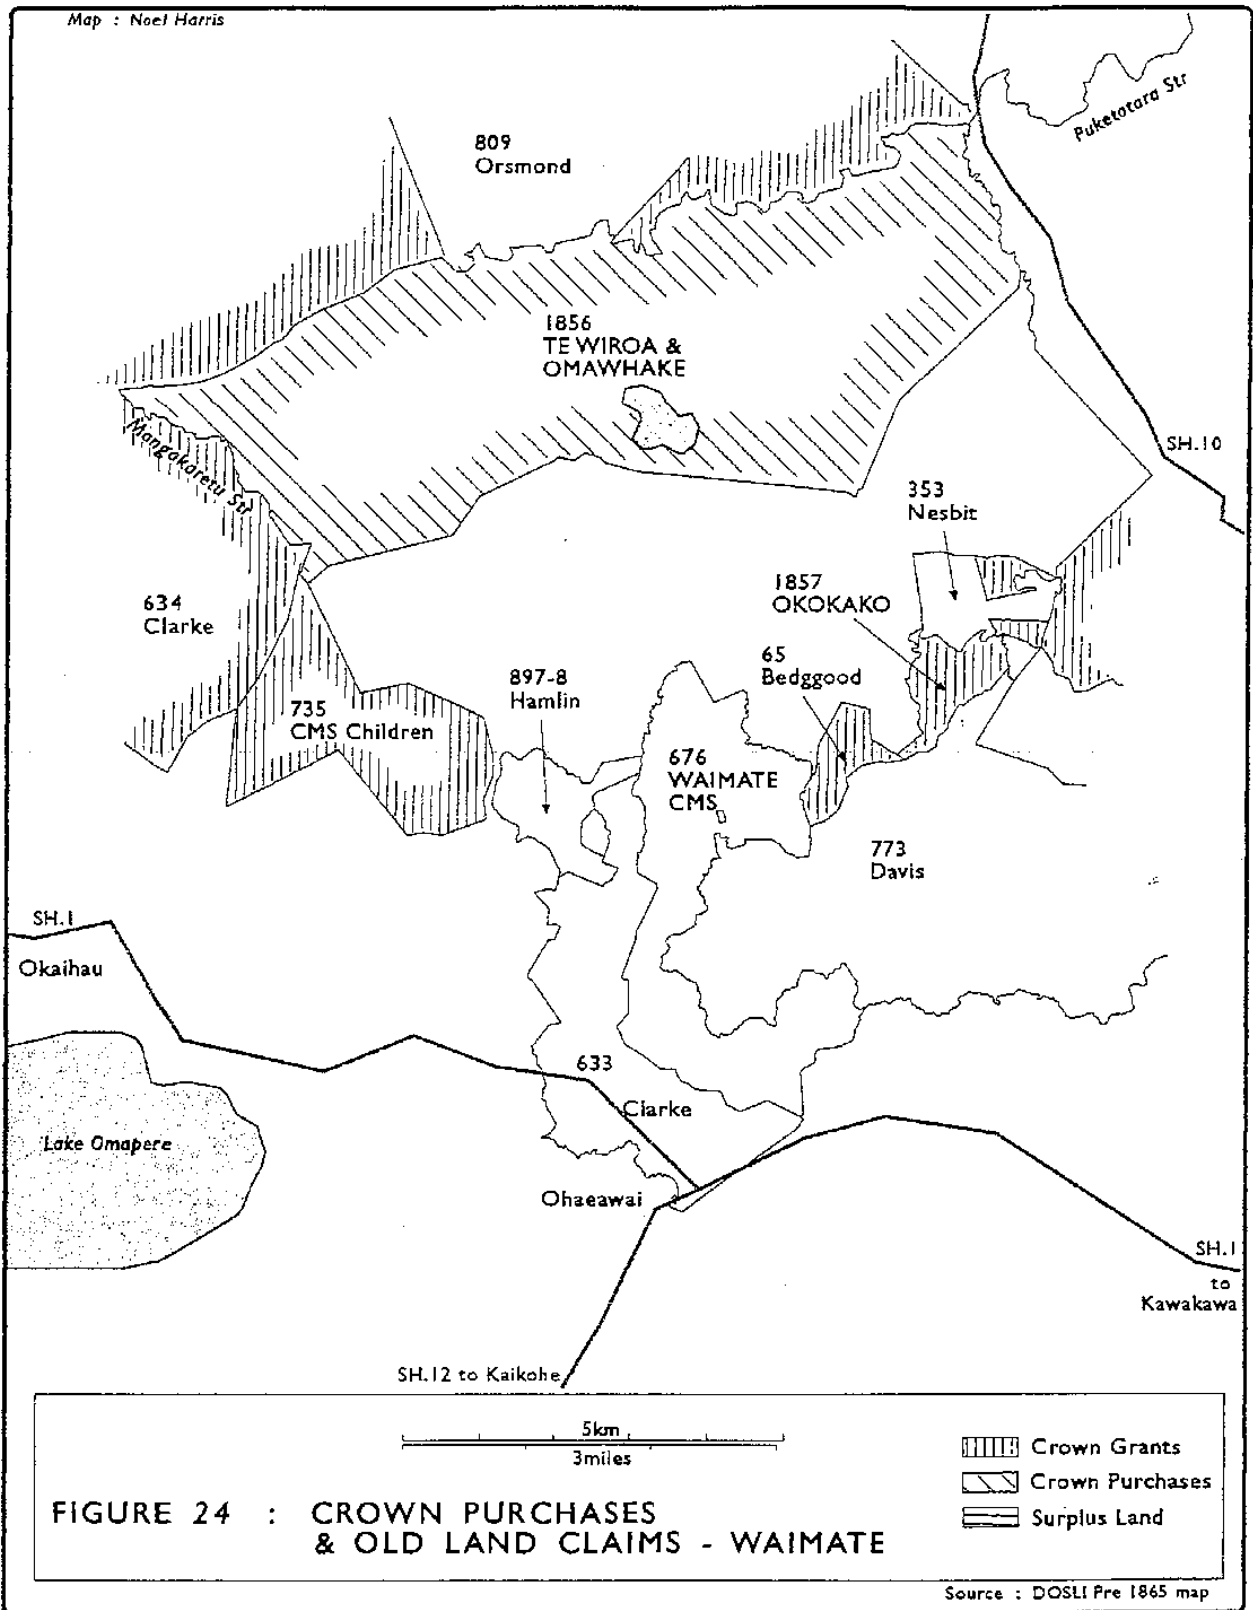 Map : Noel Harris
Puketotara Str
809
Orsmond
1856
TE WIROA &
OMAWHAKE
Mangakaretu Str
SH.10
353
Nesbit
1857
OKOKAKO
634
Clarke
65
Bedggood
897-8
Hamlin
735
CMS Children
676
WAIMATE
CMS
773
Davis
SH.1
Okaihau
633
Clarke
Lake Omapere
Ohaeawai
SH.1
to
Kawakawa
SH.12 to Kaikohe
5km
3miles
Crown Grants
Crown Purchases
Surplus Land
FIGURE 24 : CROWN PURCHASES
& OLD LAND CLAIMS - WAIMATE
Source : DOSLI Pre 1865 map